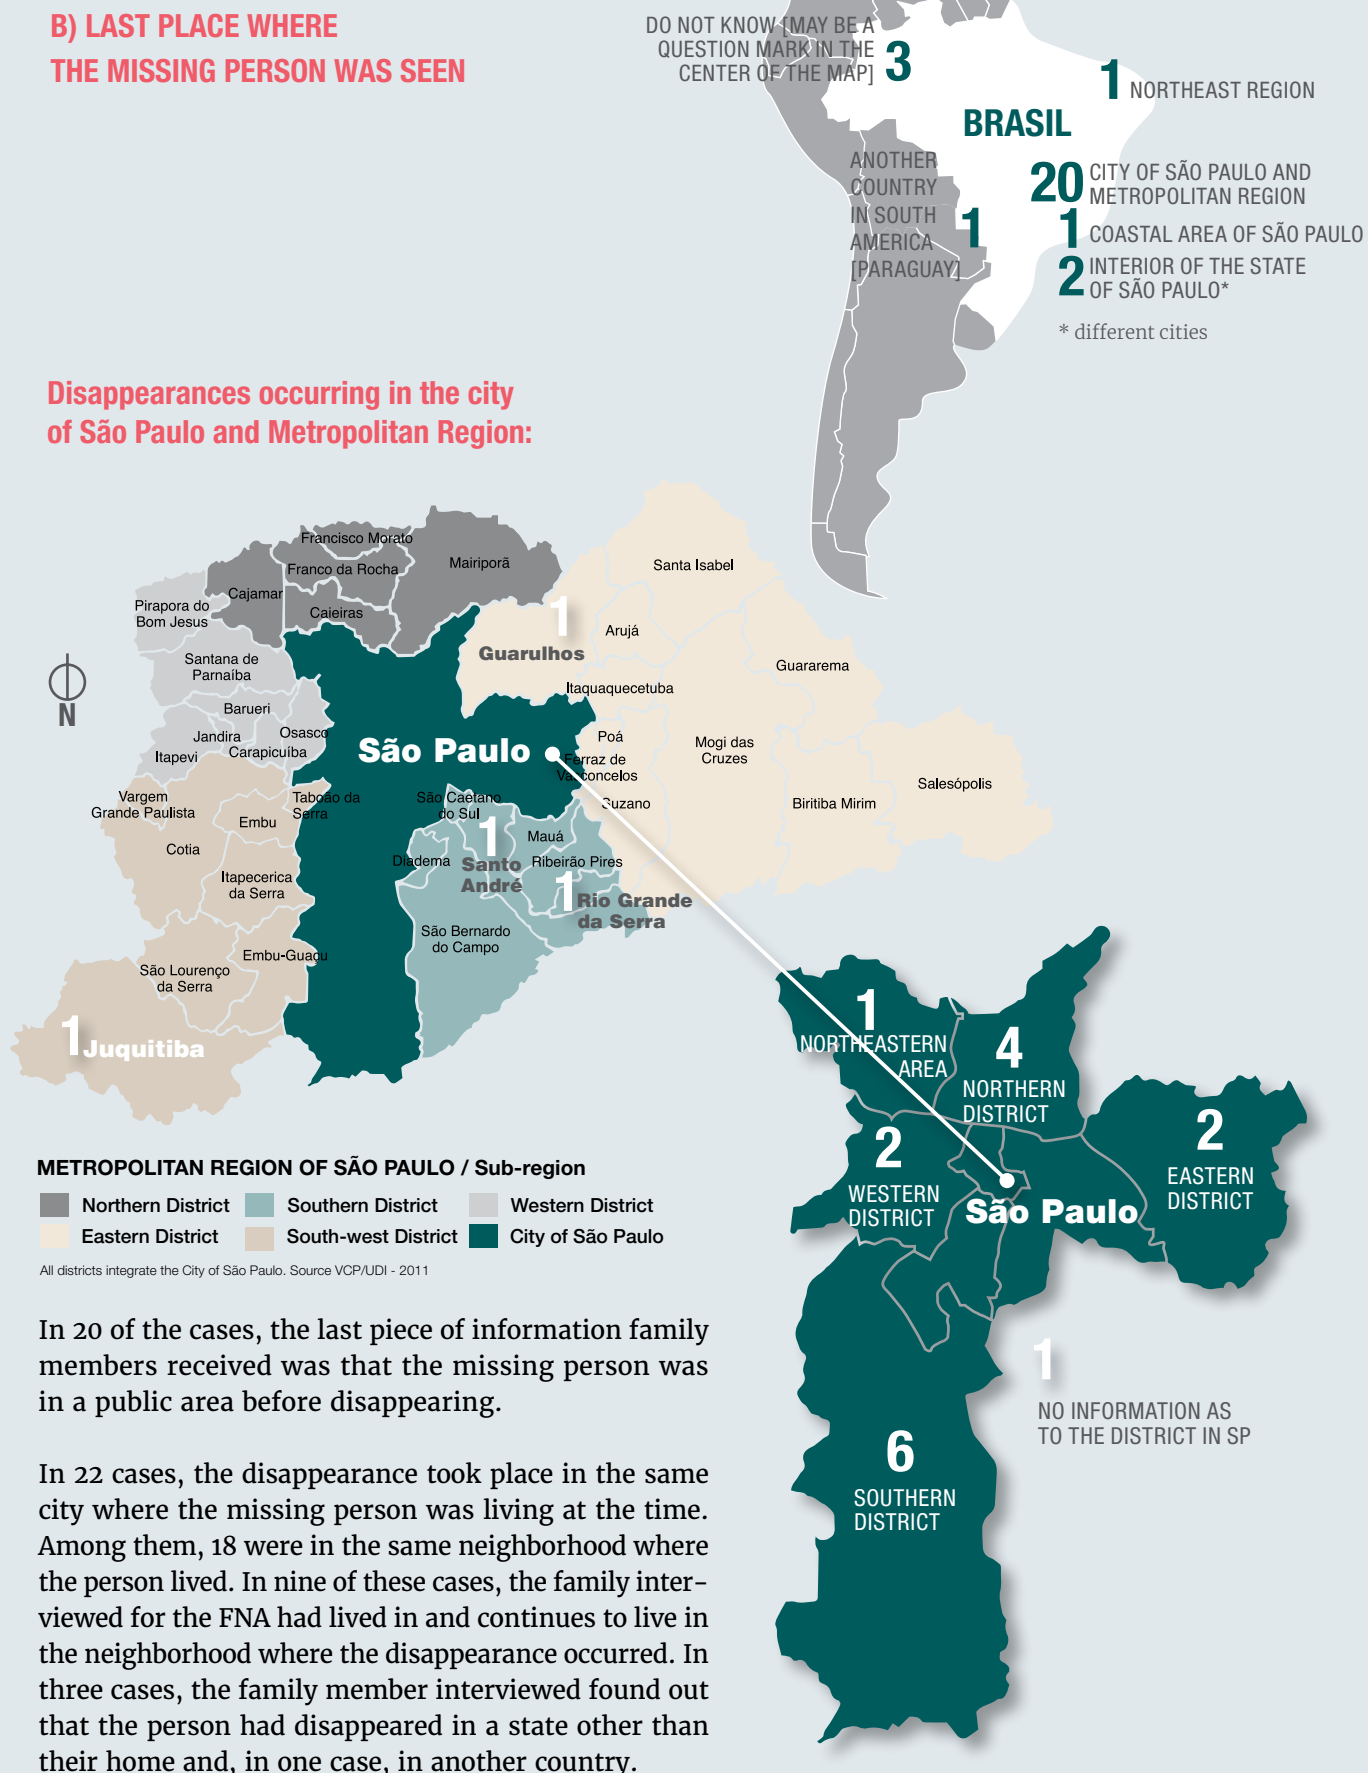 B) LAST PLACE WHERE
THE MISSING PERSON WAS SEEN
DO NOT KNOW [MAY BE A
QUESTION MARK IN THE
CENTER OF THE MAP]
3
1 NORTHEAST REGION
BRASIL
ANOTHER
COUNTRY
IN SOUTH
AMERICA
[PARAGUAY]
1
20 CITY OF SÃO PAULO AND
METROPOLITAN REGION
1 COASTAL AREA OF SÃO PAULO
2 INTERIOR OF THE STATE
OF SÃO PAULO*
* different cities
Disappearances occurring in the city
of São Paulo and Metropolitan Region:
Francisco Morato
Franco da Rocha
Mairiporã
Cajamar
Caieiras
Pirapora do
Bom Jesus
Santana de
Parnaíba
Barueri
Jandira
Osasco
Itapevi
Carapicuíba
N
Santa Isabel
1
Guarulhos
Arujá
Guararema
Itaquaquecetuba
Poá
Ferraz de
Vasconcelos
Suzano
Mogi das
Cruzes
Biritiba Mirim
Salesópolis
São Paulo
Vargem
Grande Paulista
Embu
Taboão da
Serra
Cotia
Itapecerica
da Serra
São Caetano
do Sul
1
Santo
André
Diadema
Mauá
Ribeirão Pires
1
Rio Grande
da Serra
São Bernardo
do Campo
Embu-Guaçu
São Lourenço
da Serra
1 Juquitiba
METROPOLITAN REGION OF SÃO PAULO / Sub-region
Northern District
Southern District
Western District
Eastern District
South-west District
City of São Paulo
All districts integrate the City of São Paulo. Source VCP/UDI - 2011
1
NORTHEASTERN
AREA
4
NORTHERN
DISTRICT
2
WESTERN
DISTRICT
2
EASTERN
DISTRICT
São Paulo
6
SOUTHERN
DISTRICT
1
NO INFORMATION AS
TO THE DISTRICT IN SP
In 20 of the cases, the last piece of information family
members received was that the missing person was
in a public area before disappearing.
In 22 cases, the disappearance took place in the same
city where the missing person was living at the time.
Among them, 18 were in the same neighborhood where
the person lived. In nine of these cases, the family inter-
viewed for the FNA had lived in and continues to live in
the neighborhood where the disappearance occurred. In
three cases, the family member interviewed found out
that the person had disappeared in a state other than
their home and, in one case, in another country.